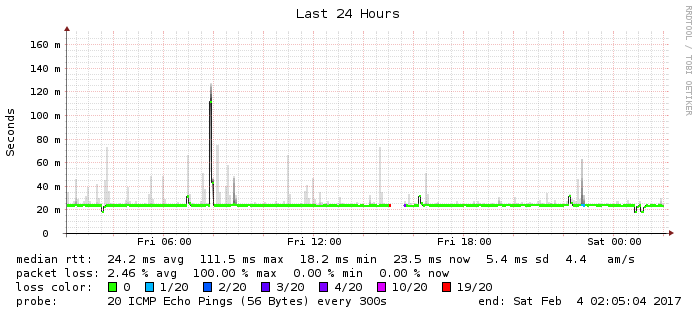 Last 24 Hours
RRDTOOL / TOBI OETIKER
Seconds
160 m
140 m
120 m
100 m
80 m
60 m
40 m
20 m
0
Fri 06:00 Fri 12:00 Fri 18:00 Sat 00:00
median rtt: 24.2 ms avg 111.5 ms max 18.2 ms min 23.5 ms now 5.4 ms sd 4.4 am/s
packet loss: 2.46 % avg 100.00 % max 0.00 % min 0.00 % now
loss color: 0 1/20 2/20 3/20 4/20 10/20 19/20
probe: 20 ICMP Echo Pings (56 Bytes) every 300s end: Sat Feb 4 02:05:04 2017